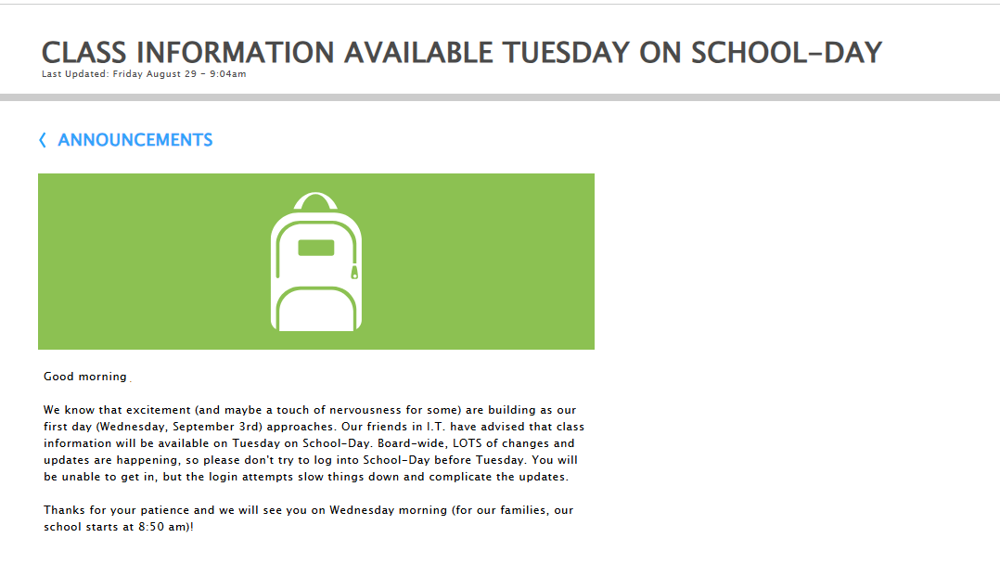 CLASS INFORMATION AVAILABLE TUESDAY ON SCHOOL-DAY
Last Updated: Friday August 29 - 9:04am
ANNOUNCEMENTS
Good morning
We know that excitement (and maybe a touch of nervousness for some) are building as our
first day (Wednesday, September 3rd) approaches. Our friends in I.T. have advised that class
information will be available on Tuesday on School-Day. Board-wide, LOTS of changes and
updates are happening, so please don't try to log into School-Day before Tuesday. You will
be unable to get in, but the login attempts slow things down and complicate the updates.
Thanks for your patience and we will see you on Wednesday morning (for our families, our
school starts at 8:50 am)!